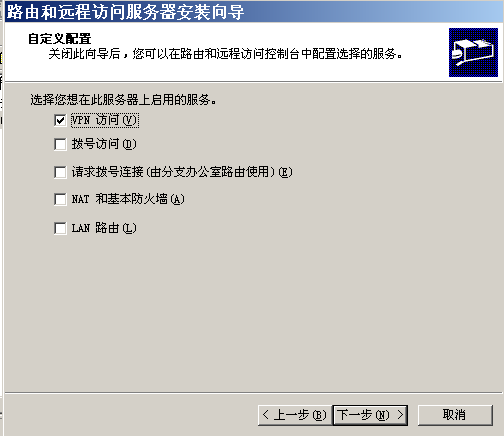 路由和远程访问服务器安装向导
自定义配置
关闭此向导后，您可以在路由和远程访问控制台中配置选择的服务。
选择您想在此服务器上启用的服务。
VPN 访问(V)
拨号访问(D)
请求拨号连接(由分支办公室路由使用)(E)
NAT 和基本防火墙(A)
LAN 路由(L)
< 上一步(B) 下一步(N) > 取消